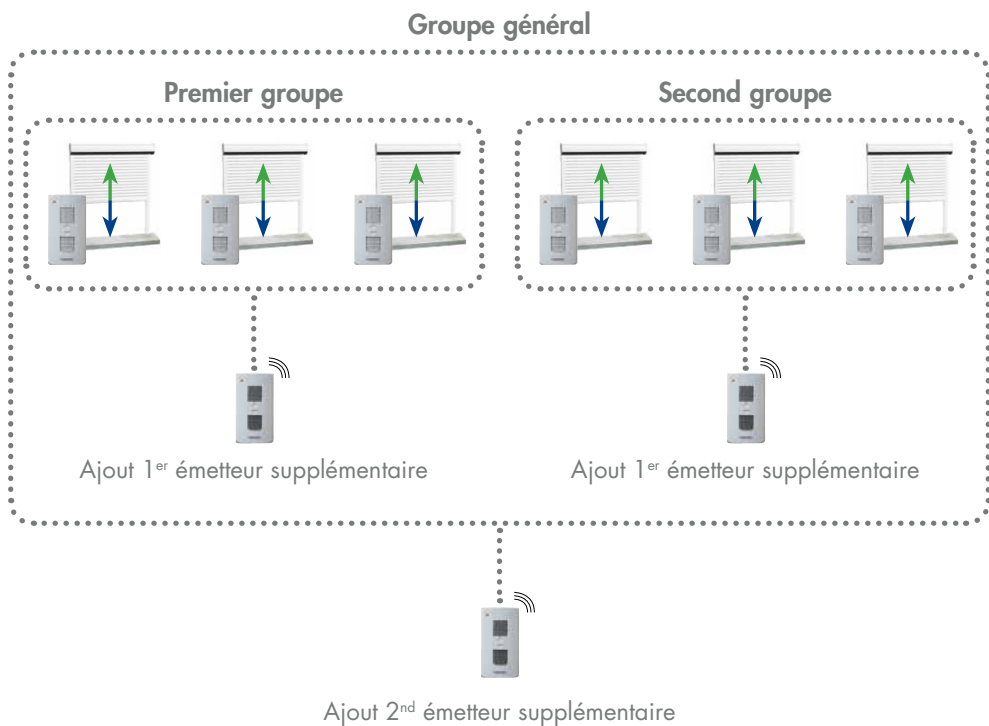 Groupe général
Premier groupe
Second groupe
Ajout 1er émetteur supplémentaire
Ajout 1er émetteur supplémentaire
Ajout 2nd émetteur supplémentaire